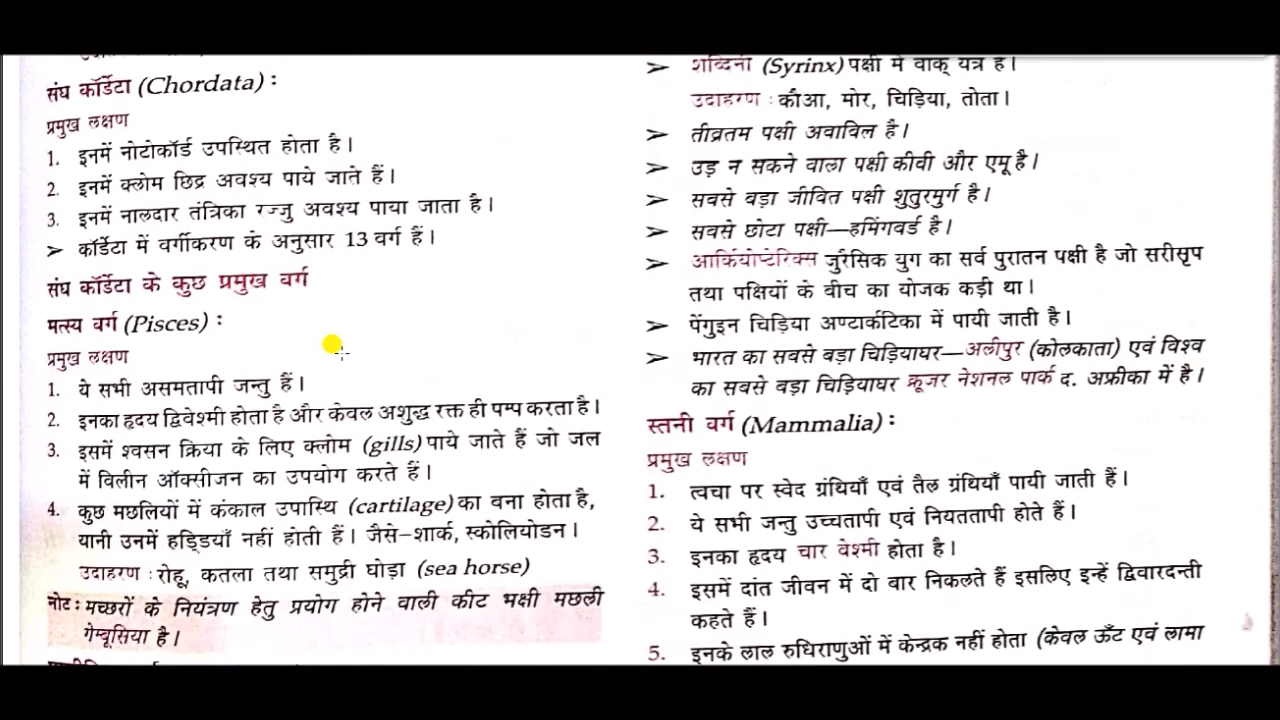 संघ कॉर्डेटा (Chordata) :
प्रमुख लक्षण
1. इनमें नोटोकॉर्ड उपस्थित होता है।
2. इनमें क्लोम छिद्र अवश्य पाये जाते हैं।
3. इनमें नालदार तंत्रिका रज्जु अवश्य पाया जाता है।
➢ कॉर्डेटा में वर्गीकरण के अनुसार 13 वर्ग हैं।
संघ कॉर्डेटा के कुछ प्रमुख वर्ग
मत्स्य वर्ग (Pisces) :
प्रमुख लक्षण
1. ये सभी असमतापी जन्तु हैं।
2. इनका हृदय द्विवेश्मी होता है और केवल अशुद्ध रक्त ही पम्प करता है।
3. इसमें श्वसन क्रिया के लिए क्लोम (gills) पाये जाते हैं जो जल
में विलीन ऑक्सीजन का उपयोग करते हैं।
4. कुछ मछलियों में कंकाल उपास्थि (cartilage) का बना होता है,
यानी उनमें हड्डियाँ नहीं होती हैं। जैसे–शार्क, स्कोलियोडन।
उदाहरण : रोहू, कतला तथा समुद्री घोड़ा (sea horse)
नोट : मच्छरों के नियंत्रण हेतु प्रयोग होने वाली कीट भक्षी मछली
गेम्बूसिया है।
➢ शब्दिनी (Syrinx) पक्षी में वाक् यंत्र है।
उदाहरण : कौआ, मोर, चिड़िया, तोता।
➢ तीव्रतम पक्षी अवाविल है।
➢ उड़ न सकने वाला पक्षी कीवी और एमू है।
➢ सबसे बड़ा जीवित पक्षी शुतुरमुर्ग है।
➢ सबसे छोटा पक्षी—हमिंगवर्ड है।
➢ आर्कियोप्टेरिक्स जुरैसिक युग का सर्व पुरातन पक्षी है जो सरीसृप
तथा पक्षियों के बीच का योजक कड़ी था।
➢ पेंगुइन चिड़िया अण्टार्कटिका में पायी जाती है।
➢ भारत का सबसे बड़ा चिड़ियाघर—अलीपुर (कोलकाता) एवं विश्व
का सबसे बड़ा चिड़ियाघर क्रूजर नेशनल पार्क द. अफ्रीका में है।
स्तनी वर्ग (Mammalia) :
प्रमुख लक्षण
1. त्वचा पर स्वेद ग्रंथियाँ एवं तैल ग्रंथियाँ पायी जाती हैं।
2. ये सभी जन्तु उच्चतापी एवं नियततापी होते हैं।
3. इनका हृदय चार वेश्मी होता है।
4. इसमें दांत जीवन में दो बार निकलते हैं इसलिए इन्हें द्विवारदन्ती
कहते हैं।
5. इनके लाल रुधिराणुओं में केन्द्रक नहीं होता (केवल ऊँट एवं लामा